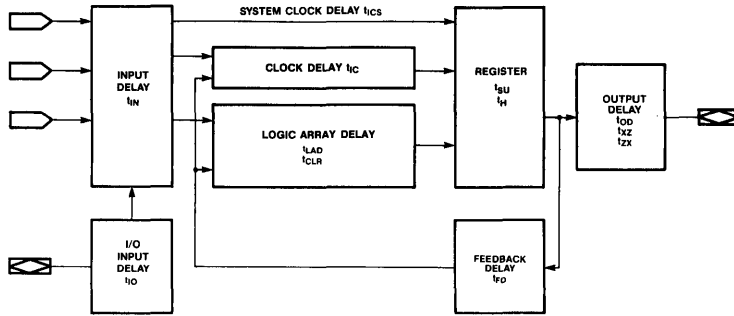 SYSTEM CLOCK DELAY tICS
INPUT
DELAY
tIN
CLOCK DELAY tIC
LOGIC ARRAY DELAY
tLAD
tCLR
REGISTER
tSU
tH
OUTPUT
DELAY
tOD
tXZ
tZX
I/O
INPUT
DELAY
tIO
FEEDBACK
DELAY
tFD